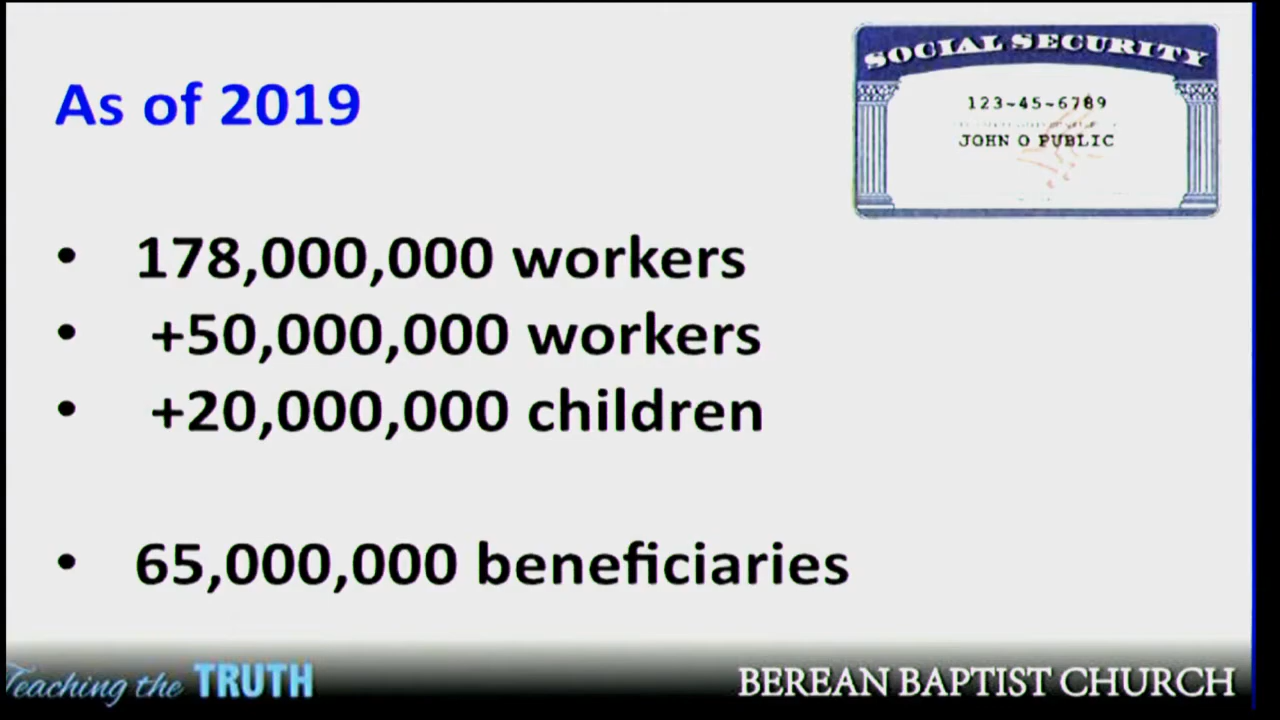 SOCIAL SECURITY
123-45-6789
JOHN Q PUBLIC
As of 2019
• 178,000,000 workers
• +50,000,000 workers
• +20,000,000 children
• 65,000,000 beneficiaries
Teaching the TRUTH
BEREAN BAPTIST CHURCH